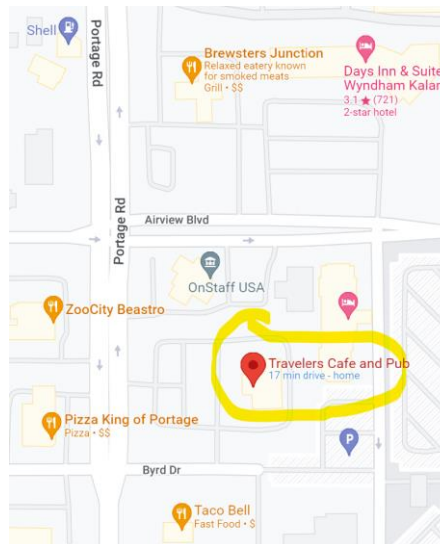 Shell
Portage Rd
Brewsters Junction
Relaxed eatery known
for smoked meats
Grill • $$
Days Inn & Suite
Wyndham Kalar
3.1 ★ (721)
2-star hotel
Portage Rd
Airview Blvd
OnStaff USA
ZooCity Beastro
Travelers Cafe and Pub
17 min drive - home
Pizza King of Portage
Pizza • $$
P
Byrd Dr
Taco Bell
Fast Food • $